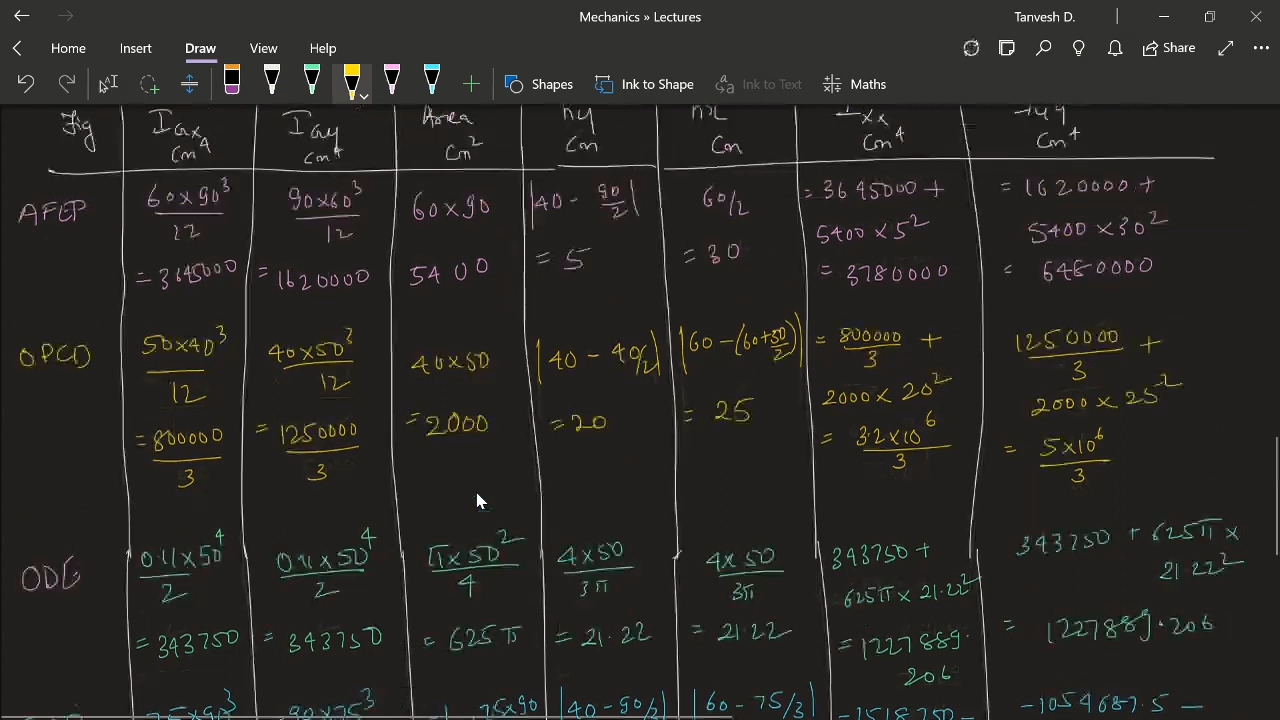 Mechanics » Lectures
Tanvesh D.
Home Insert Draw View Help Share
Shapes Ink to Shape Ink to Text Maths
Fig IGxx cm⁴ IGyy cm⁴ Area cm² hy cm hx cm Ixx cm⁴ Iyy cm⁴
AFEP 60×90³/12 90×60³/12 60×90 |40 - 90/2| 60/2 = 3645000 + = 1620000 +
5400 × 5² 5400 × 30²
= 3645000 = 1620000 5400 = 5 = 30 = 3780000 = 6480000
OPCD 50×40³/12 40×50³/12 40×50 |40 - 40/2| |60 - (60+50/2)| = 800000/3 + 1250000/3 +
2000 × 20² 2000 × 25²
= 800000/3 = 1250000/3 = 2000 = 20 = 25 = 3.2×10⁶/3 = 5×10⁶/3
ODG 0.11×50⁴/2 0.11×50⁴/2 π×50²/4 4×50/3π 4×50/3π 343750 + 343750 + 625π ×
625π × 21.22² 21.22²
= 343750 = 343750 = 625π = 21.22 = 21.22 = 1227889. = 1227889.206
206
75×90³ 90×75³ 75×90 |40 - 90/3| |60 - 75/3| -1518750 - -1054687.5 -